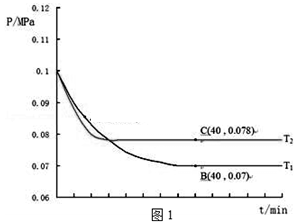 P/MPa
0.12
0.11
0.1
0.09
0.08
0.07
0.06
C(40, 0.078)
T₂
T₁
B(40, 0.07)
t/min
图1